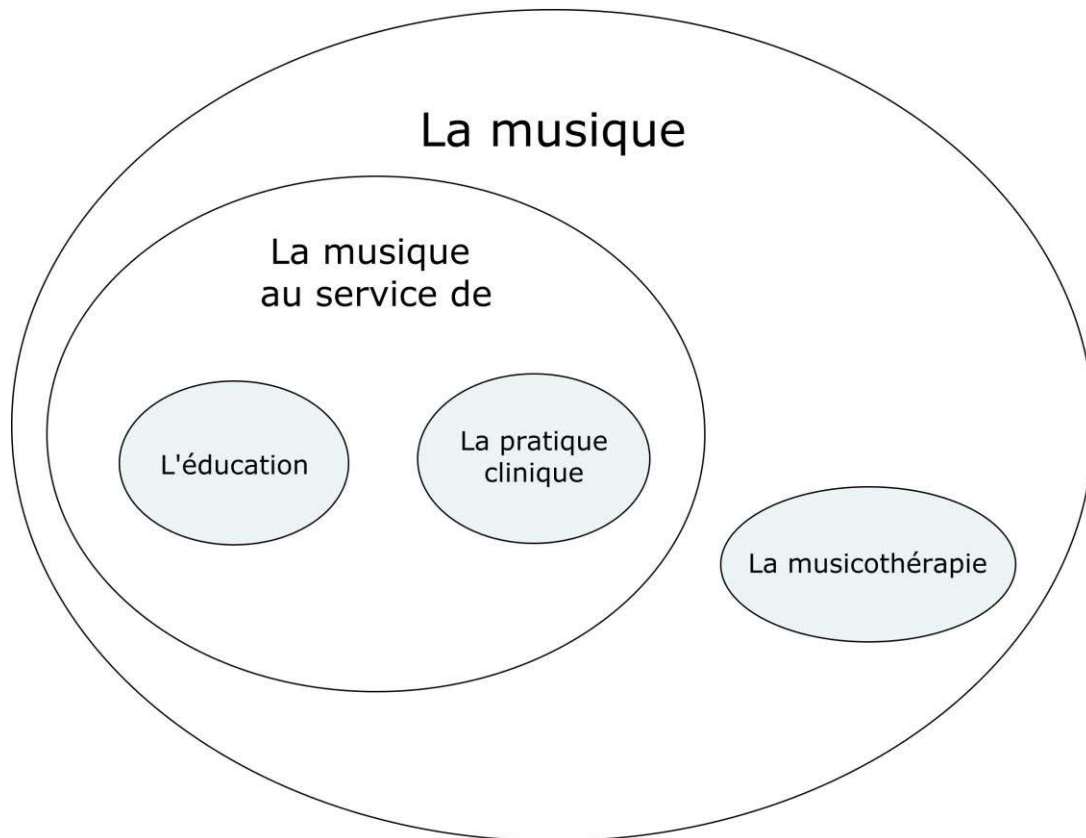 La musique
La musique
au service de
L'éducation
La pratique
clinique
La musicothérapie